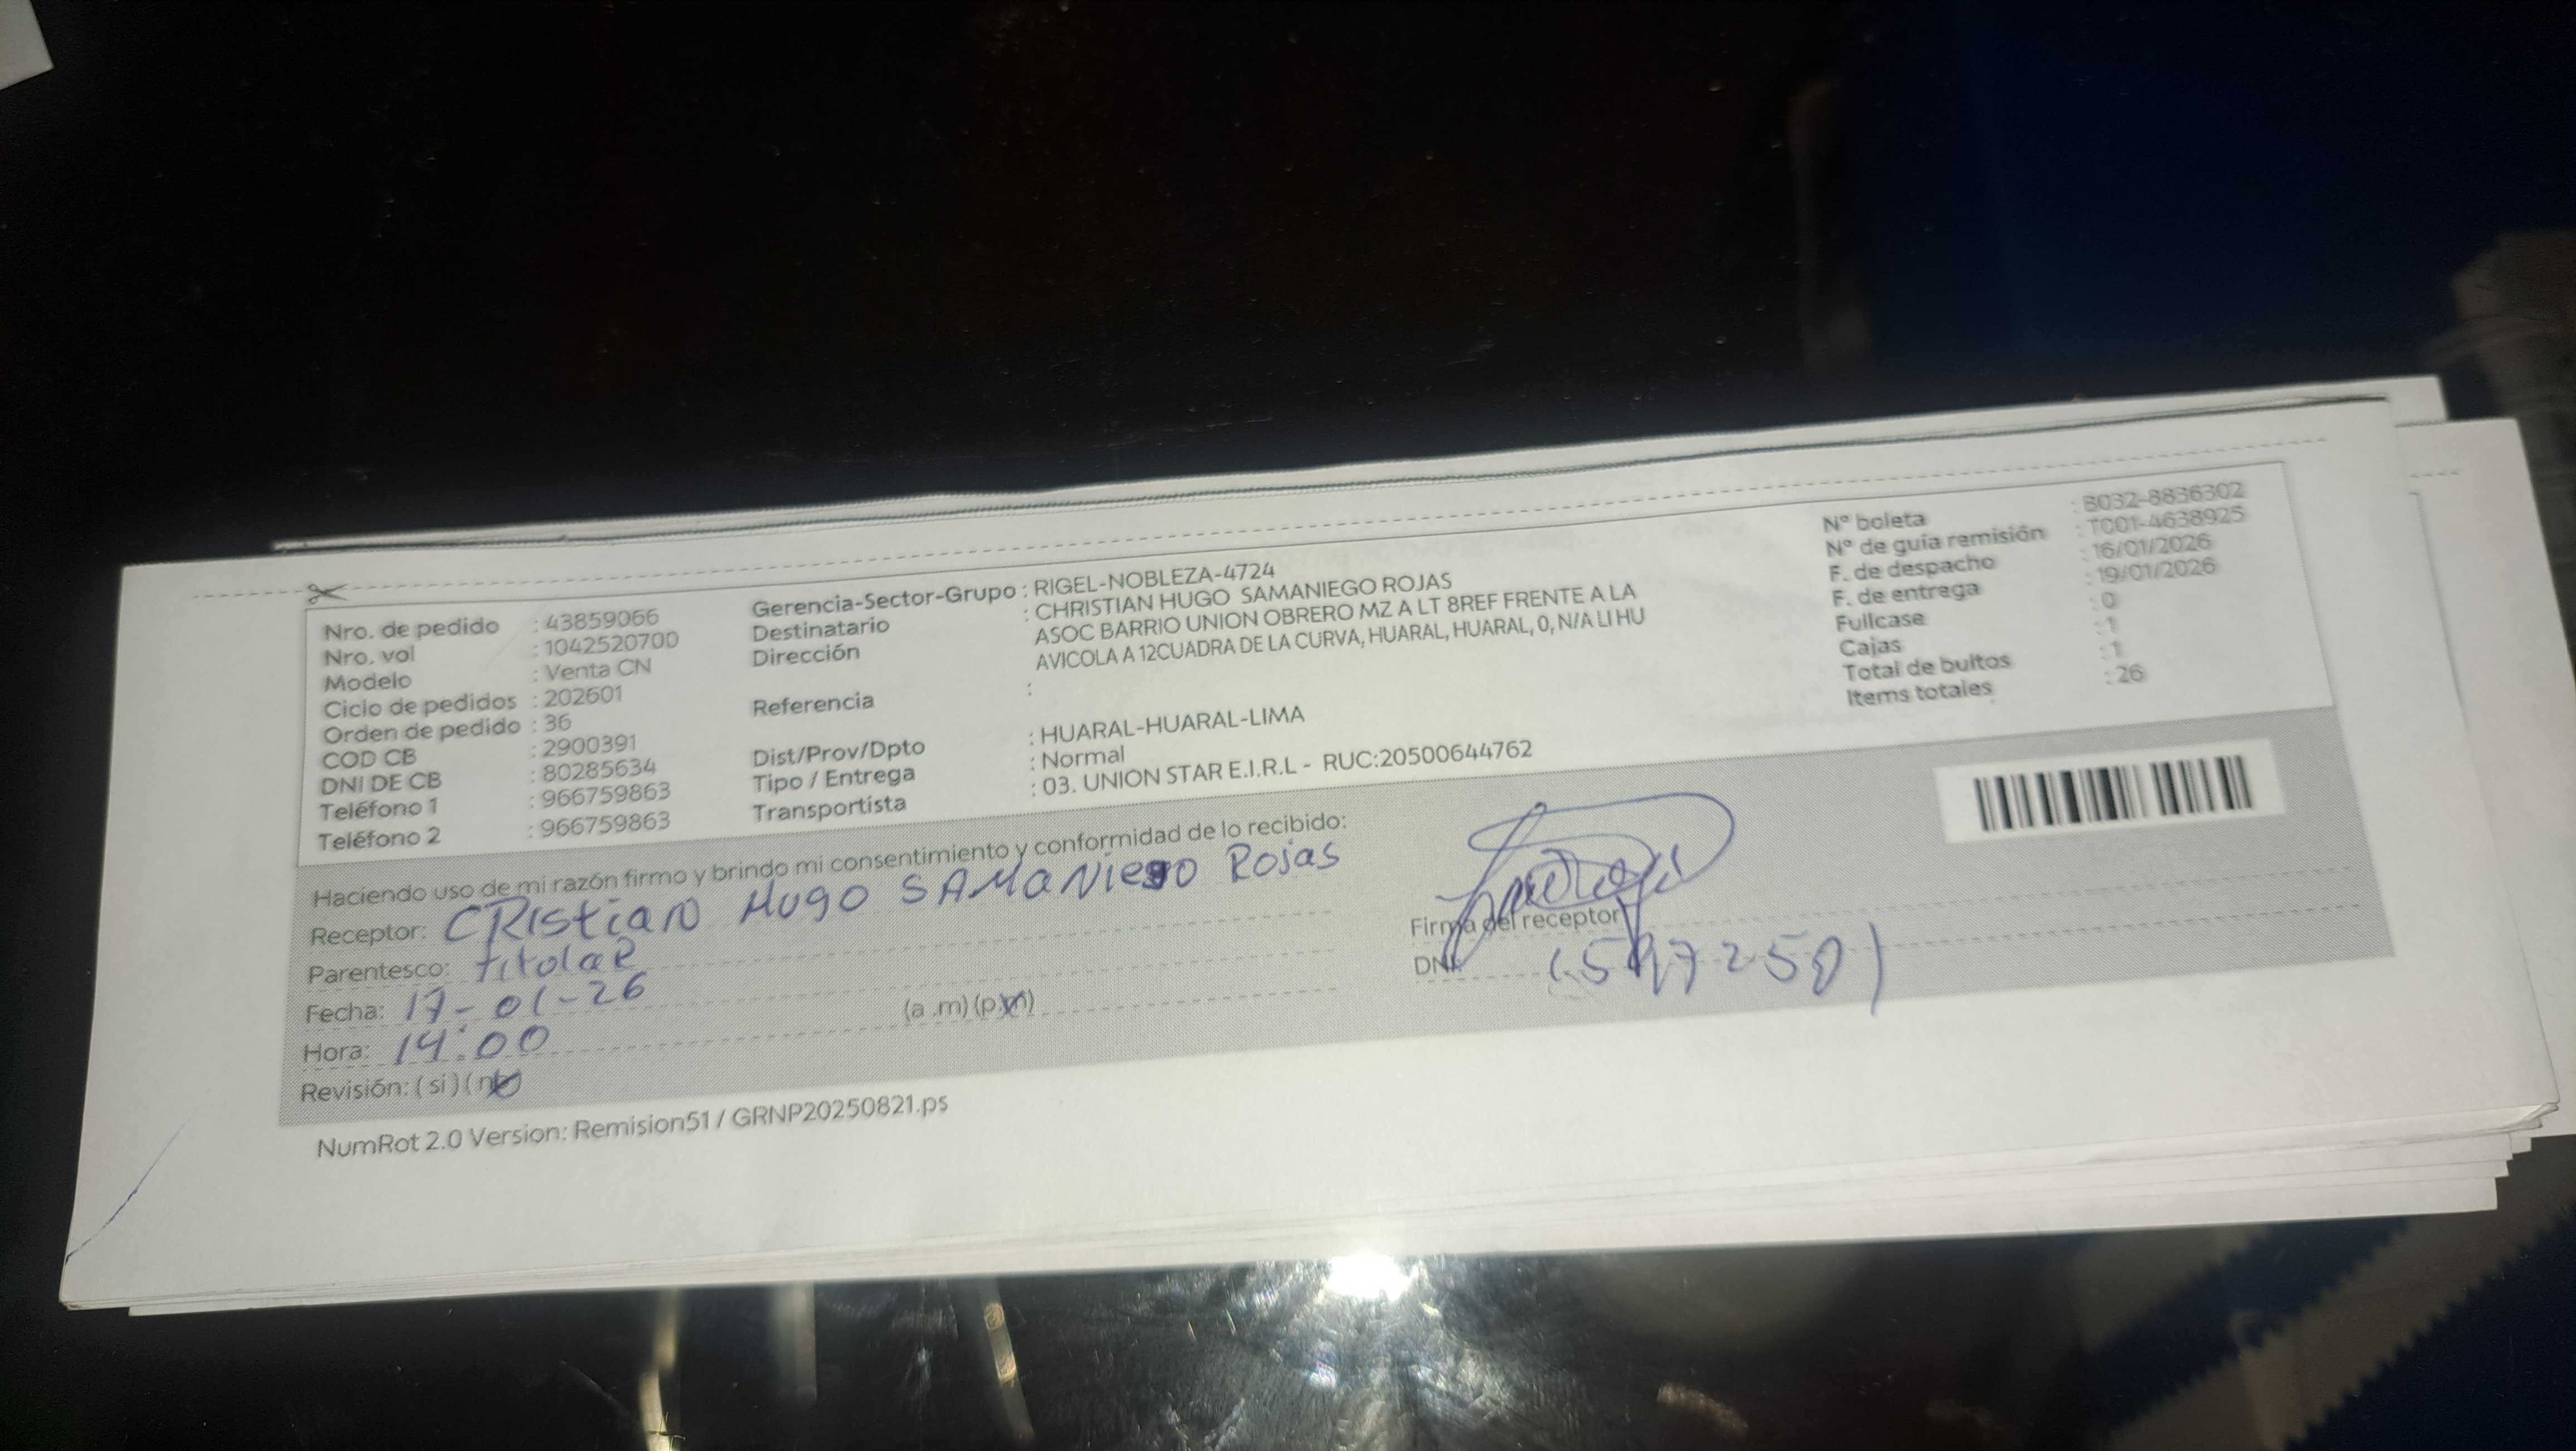 Nro. de pedido : 43859066
Nro. vol : 1042520700
Modelo : Venta CN
Ciclo de pedidos : 202601
Orden de pedido : 36
COD CB : 2900391
DNI DE CB : 80285634
Teléfono 1 : 966759863
Teléfono 2 : 966759863
Gerencia-Sector-Grupo : RIGEL-NOBLEZA-4724
Destinatario : CHRISTIAN HUGO SAMANIEGO ROJAS
Dirección ASOC BARRIO UNION OBRERO MZ A LT 8REF FRENTE A LA
AVICOLA A 12CUADRA DE LA CURVA, HUARAL, HUARAL, 0, N/A LI HU
Referencia :
Dist/Prov/Dpto : HUARAL-HUARAL-LIMA
Tipo / Entrega : Normal
Transportista : 03. UNION STAR E.I.R.L - RUC:20500644762
Nº boleta : B032-8836302
Nº de guía remisión : T001-4638925
F. de despacho : 16/01/2026
F. de entrega : 19/01/2026
Fullcase : 0
Cajas : 1
Total de bultos : 1
Items totales : 26
Haciendo uso de mi razón firmo y brindo mi consentimiento y conformidad de lo recibido:
Receptor: CRistiaN Hugo SAMaNiego Rojas
Parentesco: titolaR
Fecha: 17-01-26
Hora: 14:00 (a .m) (p.m)
Revisión: ( si ) ( no )
Firma del receptor
DNI:
NumRot 2.0 Version: Remision51 / GRNP20250821.ps